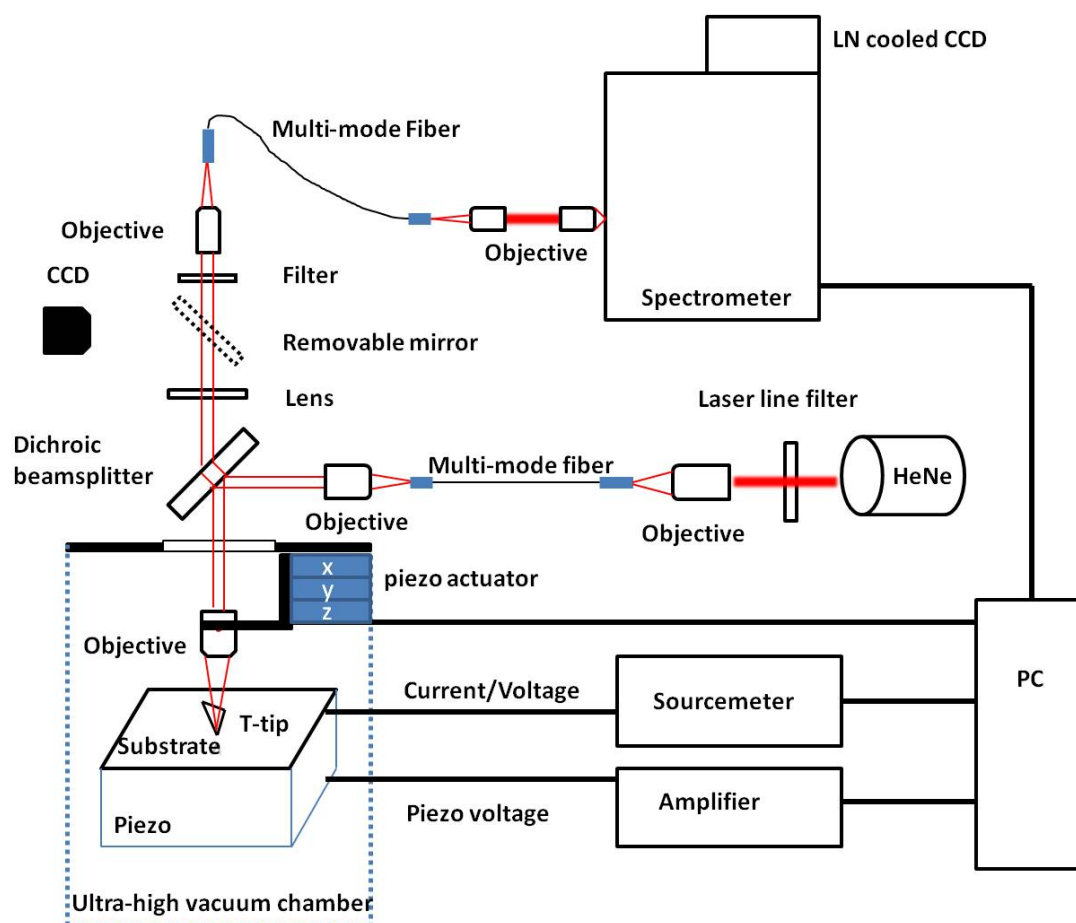 LN cooled CCD
Multi-mode Fiber
Objective
Objective
CCD
Filter
Spectrometer
Removable mirror
Lens
Laser line filter
Dichroic
beamsplitter
Multi-mode fiber
HeNe
Objective
Objective
x
y
z
piezo actuator
Objective
PC
Current/Voltage
Sourcemeter
T-tip
Substrate
Piezo voltage
Amplifier
Piezo
Ultra-high vacuum chamber